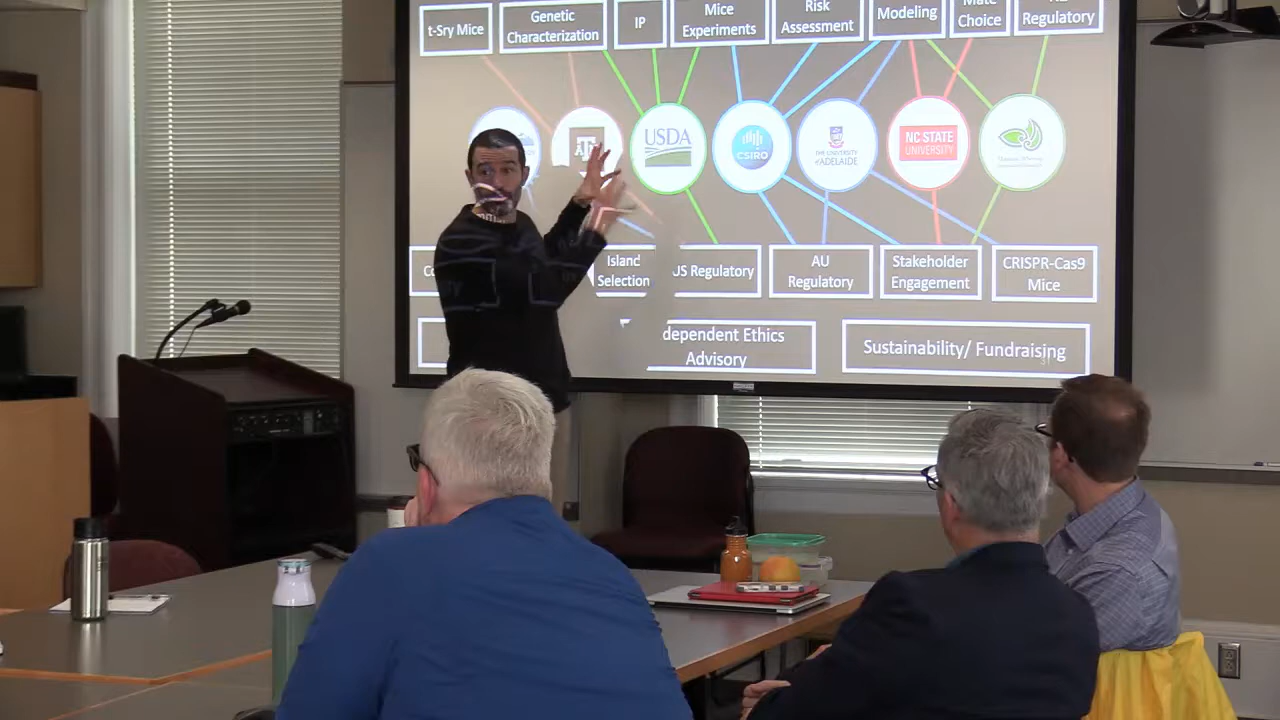 t-Sry Mice
Genetic
Characterization
IP
Mice
Experiments
Risk
Assessment
Modeling
Mate
Choice
Regulatory
USDA
CSIRO
THE UNIVERSITY
of ADELAIDE
NC STATE
UNIVERSITY
Island
Selection
US Regulatory
AU
Regulatory
Stakeholder
Engagement
CRISPR-Cas9
Mice
dependent Ethics
Advisory
Sustainability/ Fundraising